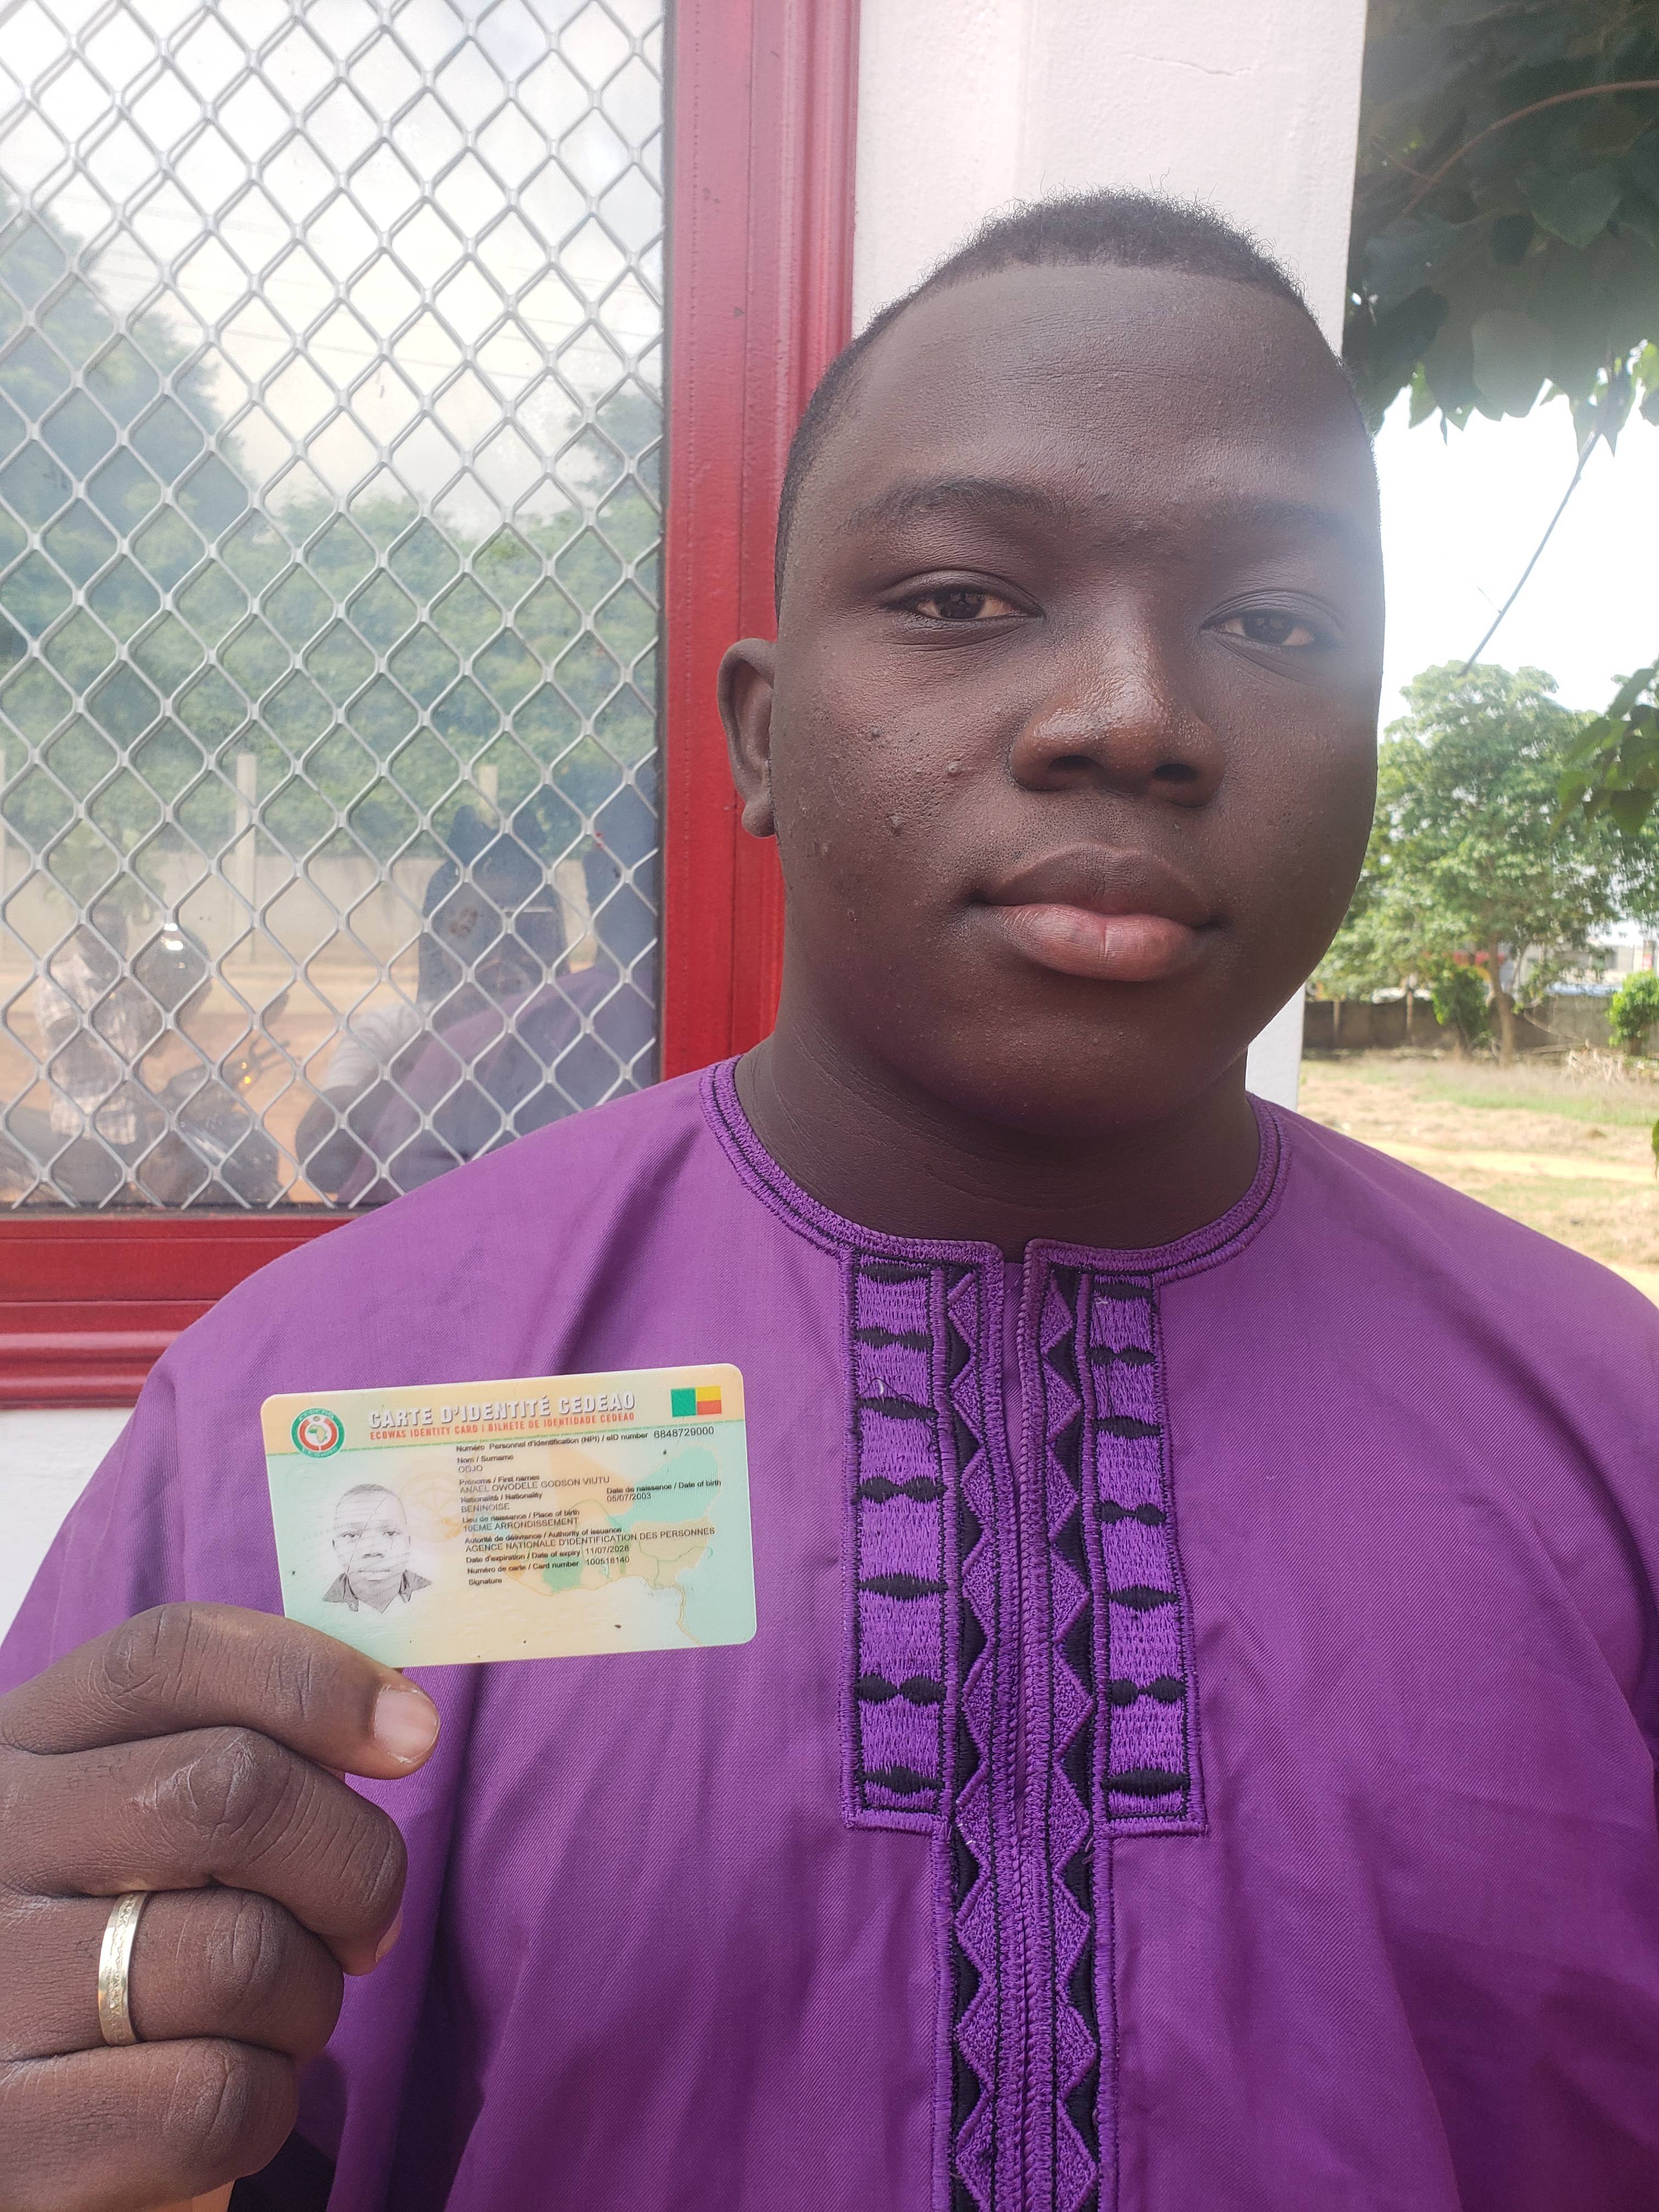 CARTE D'IDENTITÉ CEDEAO
ECOWAS IDENTITY CARD | BILHETE DE IDENTIDADE CEDEAO
Numéro Personnel d'Identification (NPI) / eID number 6848729000
Nom / Surname
ODJO
Prénoms / First names
ANAEL OWODELE GODSON VIUTU
Nationalité / Nationality Date de naissance / Date of birth
BENINOISE 05/07/2003
Lieu de naissance / Place of birth
10EME ARRONDISSEMENT
Autorité de délivrance / Authority of issuance
AGENCE NATIONALE D'IDENTIFICATION DES PERSONNES
Date d'expiration / Date of expiry 11/07/2028
Numéro de carte / Card number 100518140
Signature